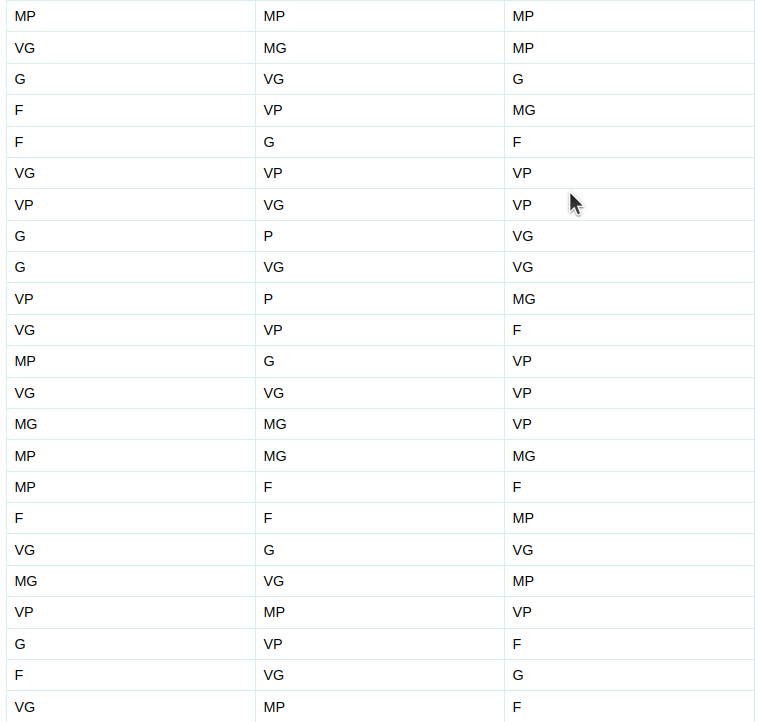 MP MP MP
VG MG MP
G VG G
F VP MG
F G F
VG VP VP
VP VG VP
G P VG
G VG VG
VP P MG
VG VP F
MP G VP
VG VG VP
MG MG VP
MP MG MG
MP F F
F F MP
VG G VG
MG VG MP
VP MP VP
G VP F
F VG G
VG MP F